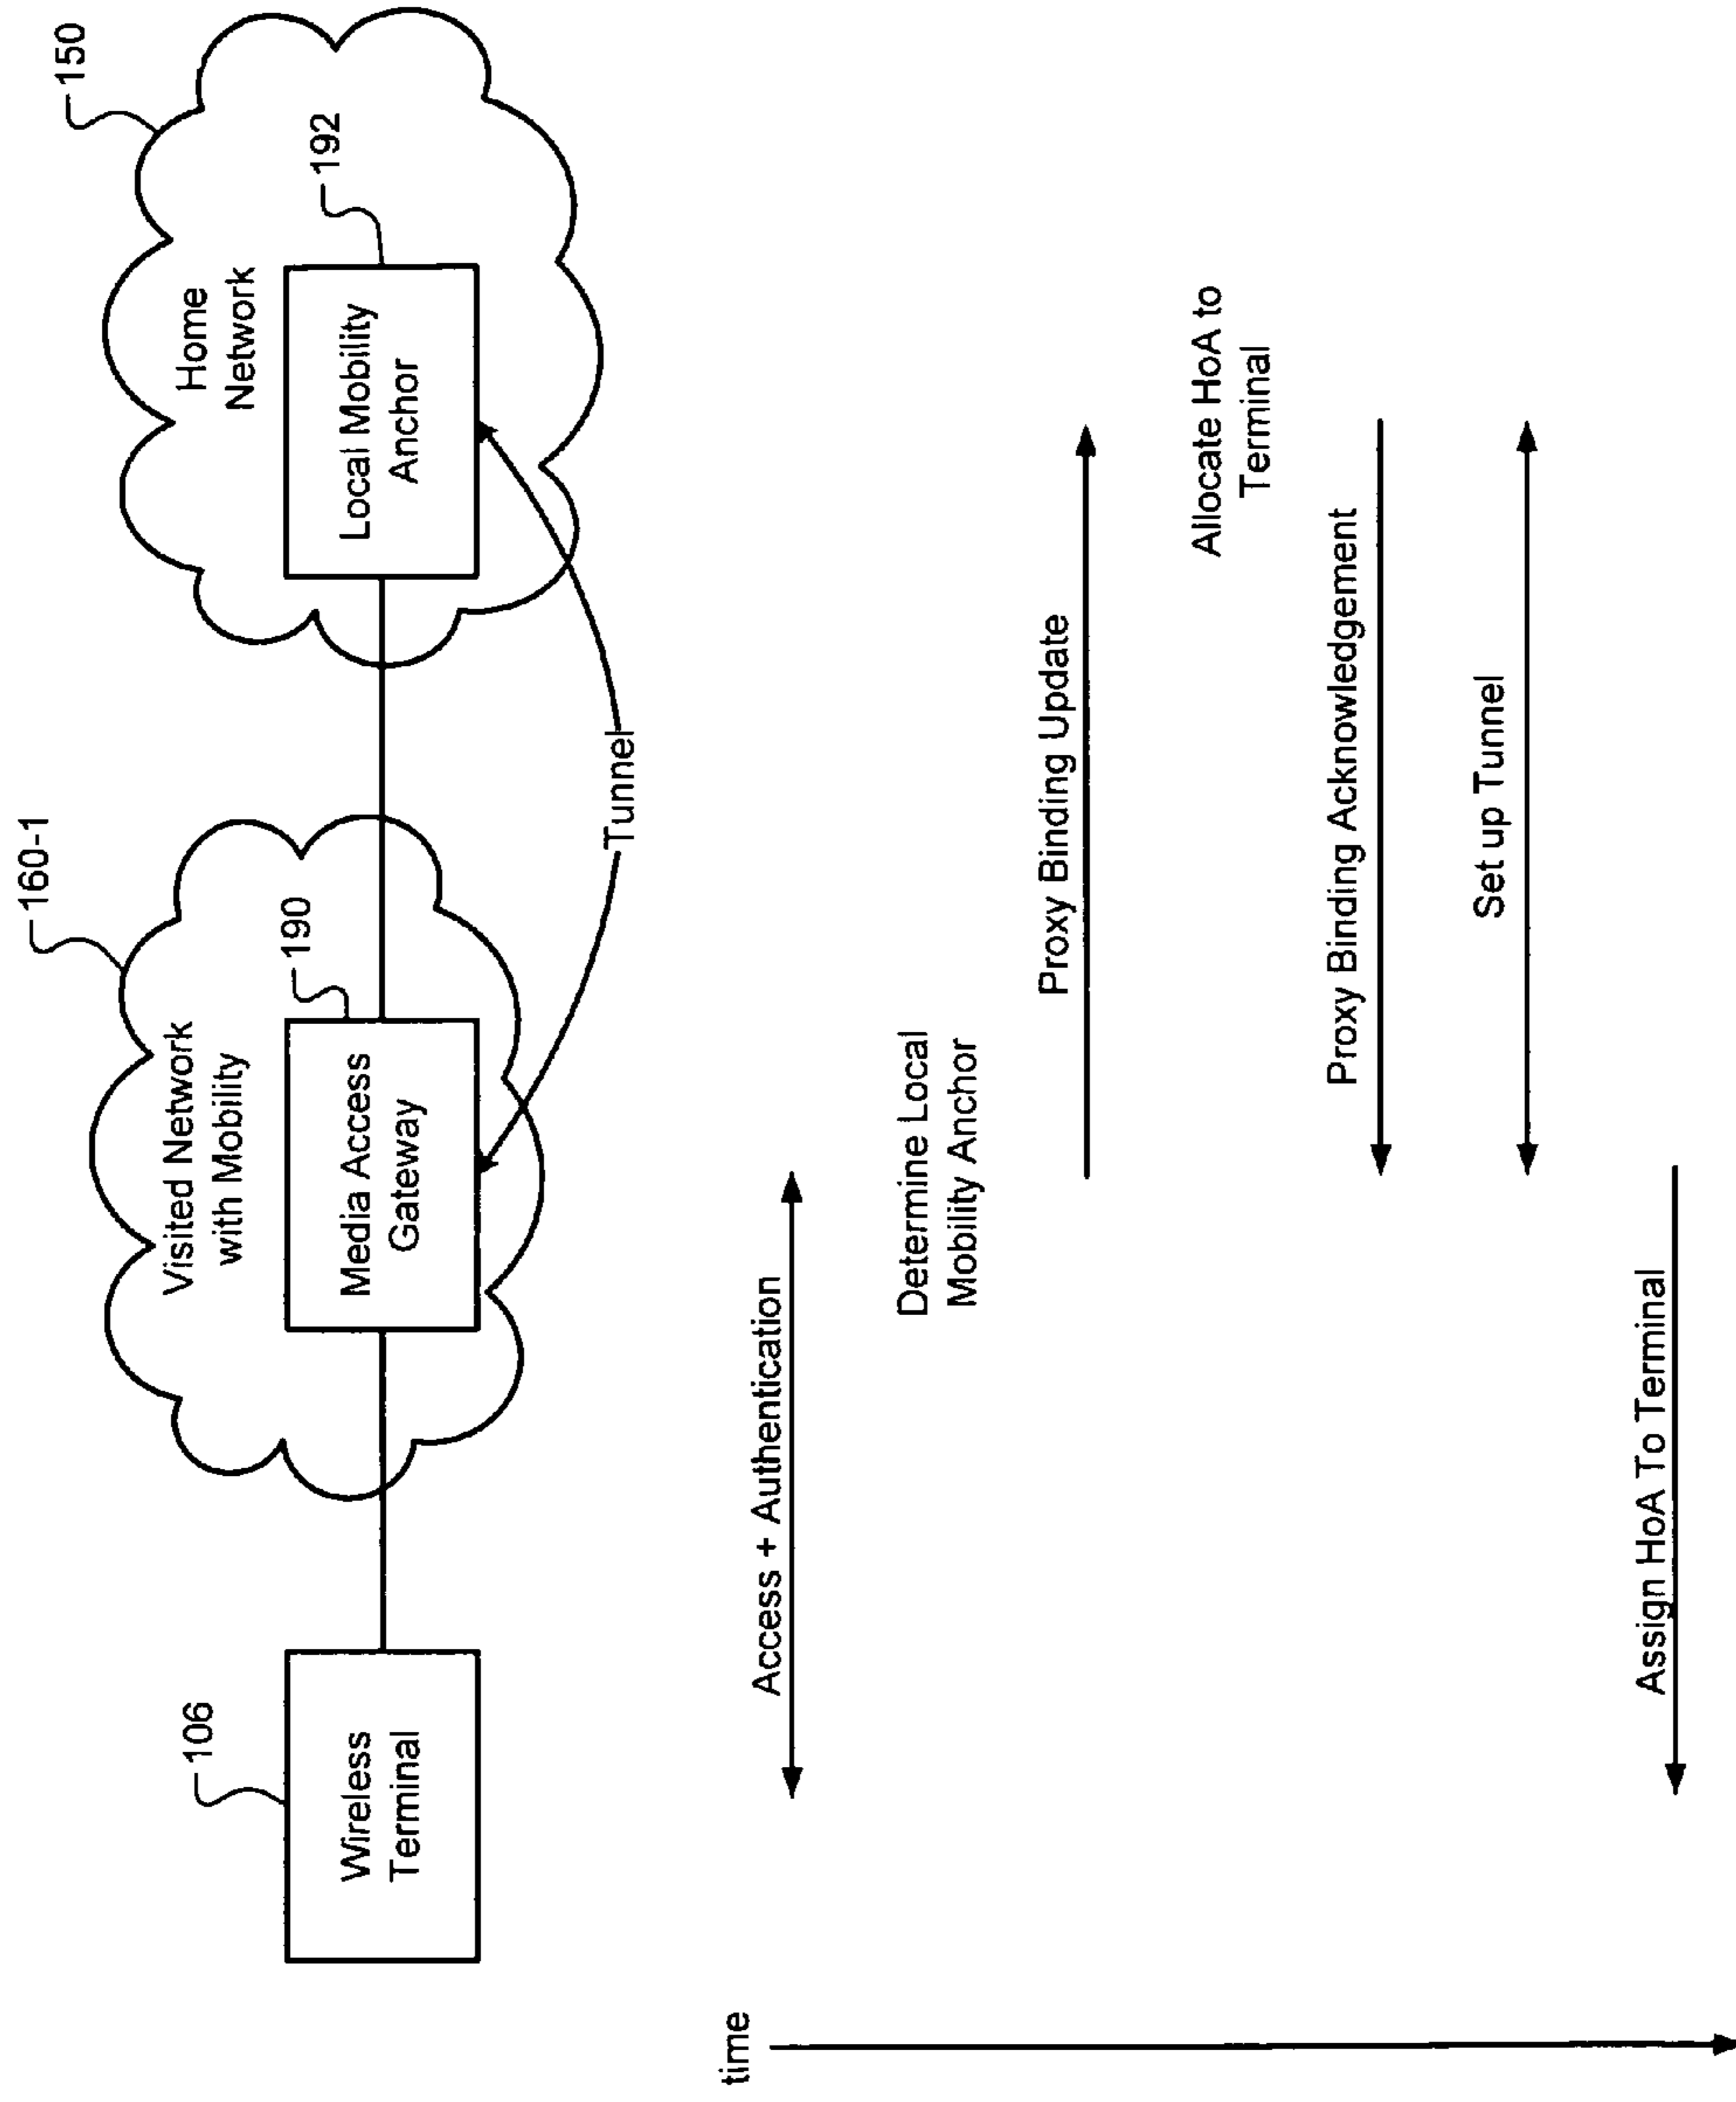 150
Home
Network
192
Local Mobility
Anchor
160-1
Visited Network
with Mobility
190
Media Access
Gateway
106
Wireless
Terminal
Tunnel
time
Access + Authentication
Determine Local
Mobility Anchor
Proxy Binding Update
Allocate HoA to
Terminal
Proxy Binding Acknowledgement
Set up Tunnel
Assign HoA To Terminal